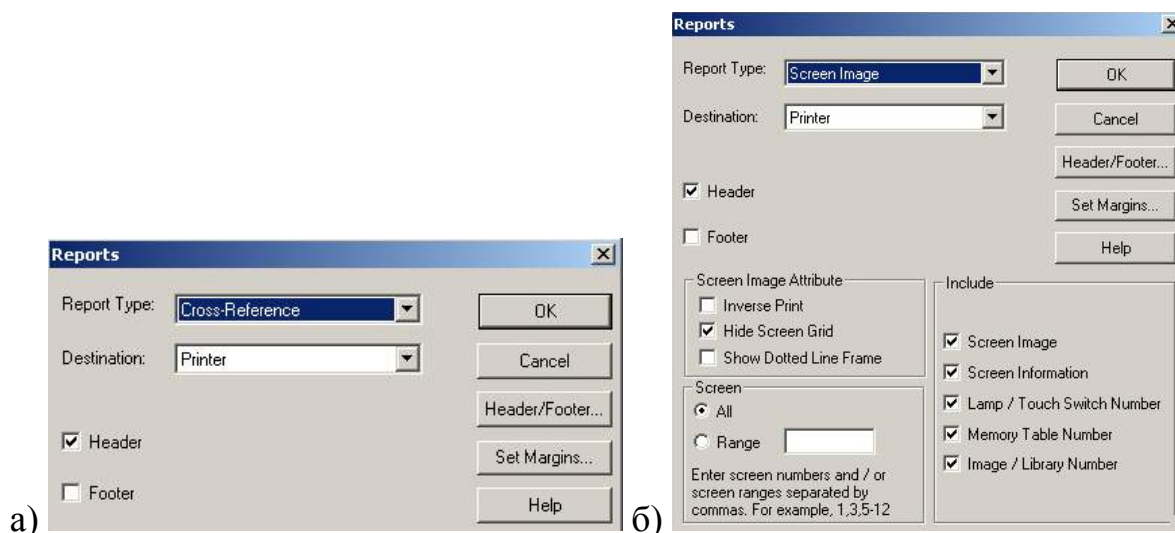 Reports
Report Type: Cross-Reference
OK
Destination: Printer
Cancel
Header/Footer...
Header
Set Margins...
Footer
Help
а)
Reports
Report Type: Screen Image
OK
Destination: Printer
Cancel
Header/Footer...
Header
Set Margins...
Footer
Help
Screen Image Attribute
Inverse Print
Hide Screen Grid
Show Dotted Line Frame
Screen
All
Range
Enter screen numbers and / or
screen ranges separated by
commas. For example, 1,3,5-12
Include
Screen Image
Screen Information
Lamp / Touch Switch Number
Memory Table Number
Image / Library Number
б)